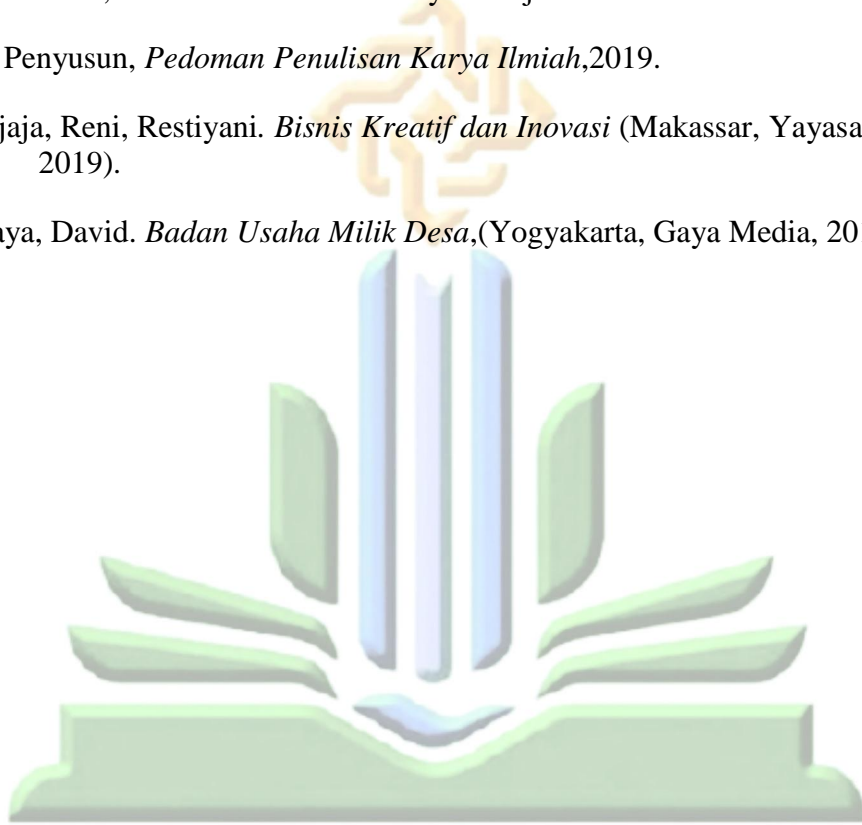 Penyusun, Pedoman Penulisan Karya Ilmiah,2019.
jaja, Reni, Restiyani. Bisnis Kreatif dan Inovasi (Makassar, Yayasa
2019).
aya, David. Badan Usaha Milik Desa,(Yogyakarta, Gaya Media, 20